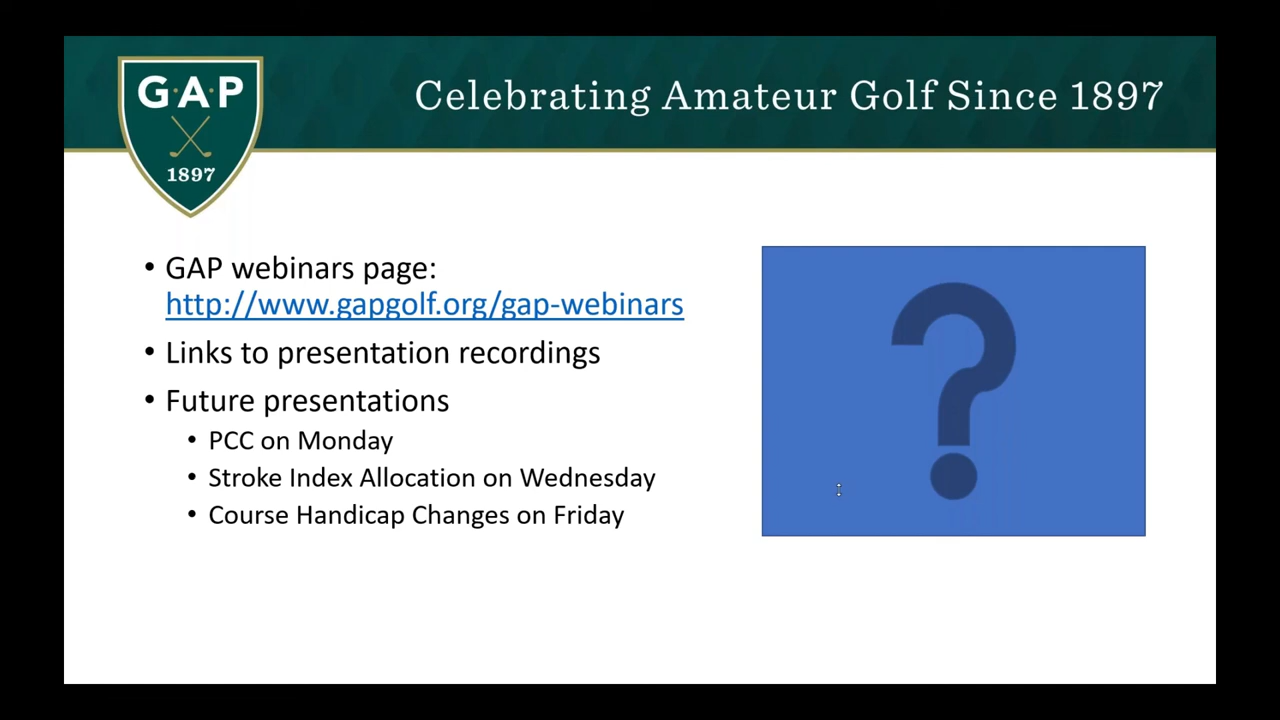 G·A·P
1897
Celebrating Amateur Golf Since 1897
• GAP webinars page:
http://www.gapgolf.org/gap-webinars
• Links to presentation recordings
• Future presentations
• PCC on Monday
• Stroke Index Allocation on Wednesday
• Course Handicap Changes on Friday
?